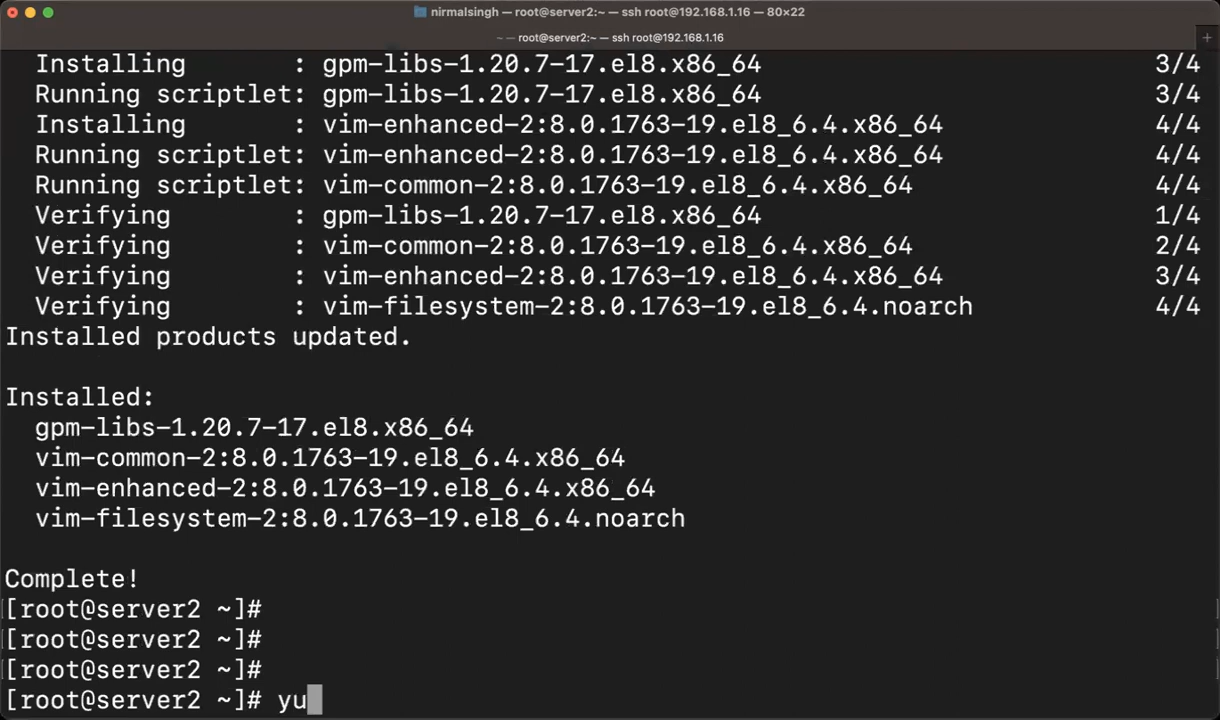 nirmalsingh — root@server2:~ — ssh root@192.168.1.16 — 80×22
~ — root@server2:~ — ssh root@192.168.1.16
+
Installing       : gpm-libs-1.20.7-17.el8.x86_64                          3/4
Running scriptlet: gpm-libs-1.20.7-17.el8.x86_64                          3/4
Installing       : vim-enhanced-2:8.0.1763-19.el8_6.4.x86_64              4/4
Running scriptlet: vim-enhanced-2:8.0.1763-19.el8_6.4.x86_64              4/4
Running scriptlet: vim-common-2:8.0.1763-19.el8_6.4.x86_64                4/4
Verifying        : gpm-libs-1.20.7-17.el8.x86_64                          1/4
Verifying        : vim-common-2:8.0.1763-19.el8_6.4.x86_64                2/4
Verifying        : vim-enhanced-2:8.0.1763-19.el8_6.4.x86_64              3/4
Verifying        : vim-filesystem-2:8.0.1763-19.el8_6.4.noarch            4/4
Installed products updated.
Installed:
gpm-libs-1.20.7-17.el8.x86_64
vim-common-2:8.0.1763-19.el8_6.4.x86_64
vim-enhanced-2:8.0.1763-19.el8_6.4.x86_64
vim-filesystem-2:8.0.1763-19.el8_6.4.noarch
Complete!
[root@server2 ~]#
[root@server2 ~]#
[root@server2 ~]#
[root@server2 ~]# yu